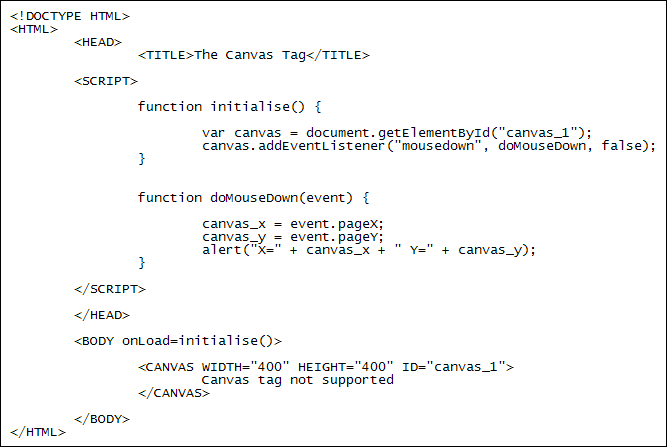 <!DOCTYPE HTML>
<HTML>
<HEAD>
<TITLE>The Canvas Tag</TITLE>
<SCRIPT>
function initialise() {
var canvas = document.getElementById("canvas_1");
canvas.addEventListener("mousedown", doMouseDown, false);
}
function doMouseDown(event) {
canvas_x = event.pageX;
canvas_y = event.pageY;
alert("X=" + canvas_x + " Y=" + canvas_y);
}
</SCRIPT>
</HEAD>
<BODY onLoad=initialise()>
<CANVAS WIDTH="400" HEIGHT="400" ID="canvas_1">
Canvas tag not supported
</CANVAS>
</BODY>
</HTML>